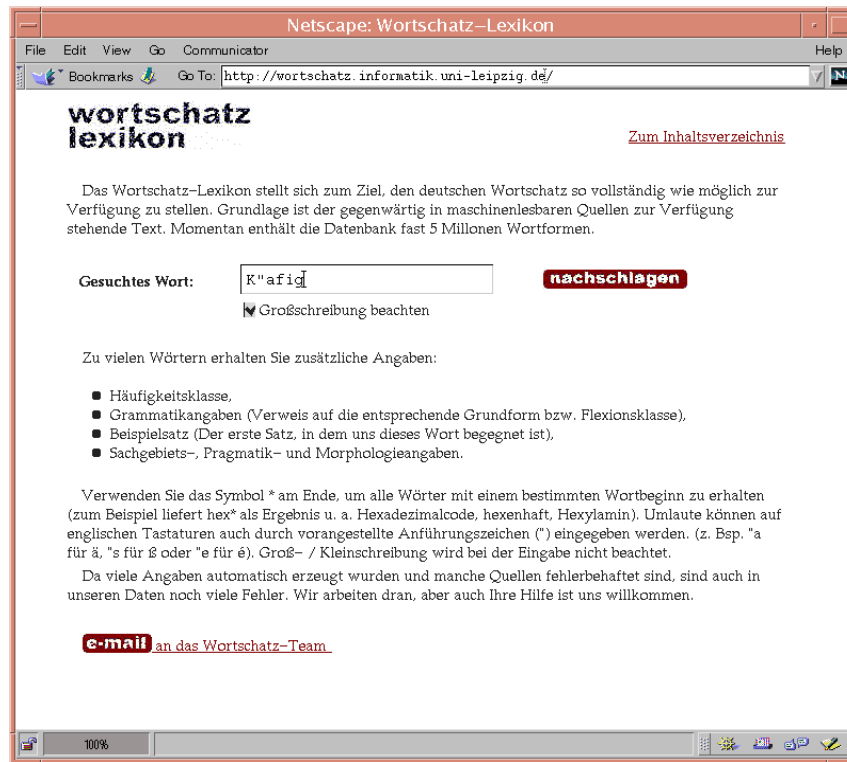 Netscape: Wortschatz–Lexikon
File Edit View Go Communicator Help
Bookmarks Go To: http://wortschatz.informatik.uni-leipzig.de/ N
wortschatz
lexikon
Zum Inhaltsverzeichnis
Das Wortschatz–Lexikon stellt sich zum Ziel, den deutschen Wortschatz so vollständig wie möglich zur
Verfügung zu stellen. Grundlage ist der gegenwärtig in maschinenlesbaren Quellen zur Verfügung
stehende Text. Momentan enthält die Datenbank fast 5 Millonen Wortformen.
Gesuchtes Wort: K"afig nachschlagen
Großschreibung beachten
Zu vielen Wörtern erhalten Sie zusätzliche Angaben:
Häufigkeitsklasse,
Grammatikangaben (Verweis auf die entsprechende Grundform bzw. Flexionsklasse),
Beispielsatz (Der erste Satz, in dem uns dieses Wort begegnet ist),
Sachgebiets–, Pragmatik– und Morphologieangaben.
Verwenden Sie das Symbol * am Ende, um alle Wörter mit einem bestimmten Wortbeginn zu erhalten
(zum Beispiel liefert hex* als Ergebnis u. a. Hexadezimalcode, hexenhaft, Hexylamin). Umlaute können auf
englischen Tastaturen auch durch vorangestellte Anführungszeichen (") eingegeben werden. (z. Bsp. "a
für ä, "s für ß oder "e für é). Groß– / Kleinschreibung wird bei der Eingabe nicht beachtet.
Da viele Angaben automatisch erzeugt wurden und manche Quellen fehlerbehaftet sind, sind auch in
unseren Daten noch viele Fehler. Wir arbeiten dran, aber auch Ihre Hilfe ist uns willkommen.
e-mail an das Wortschatz–Team
100%